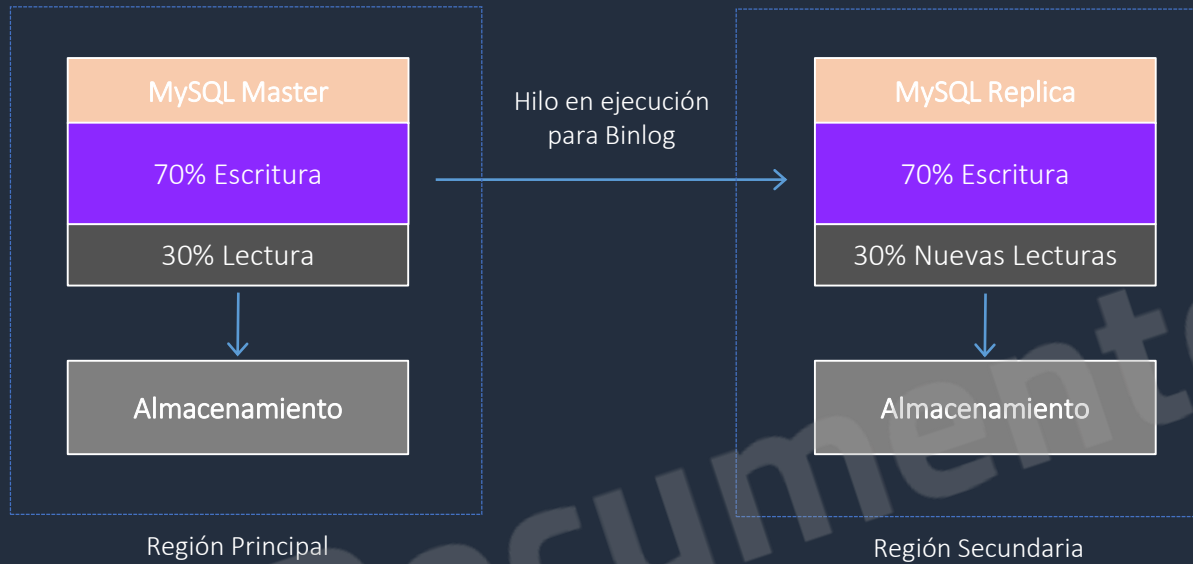 MySQL Master
70% Escritura
30% Lectura
Almacenamiento
Región Principal
Hilo en ejecución
para Binlog
MySQL Replica
70% Escritura
30% Nuevas Lecturas
Almacenamiento
Región Secundaria